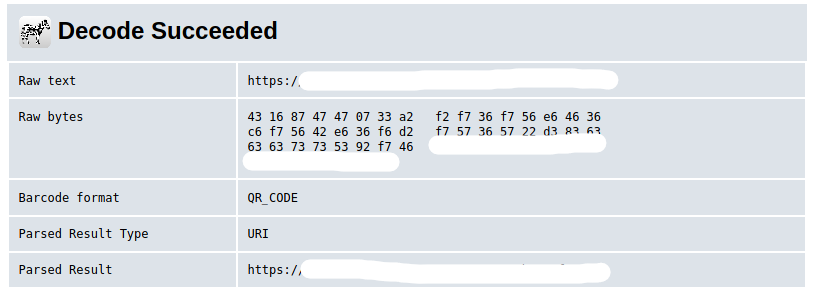 Decode Succeeded
Raw text https:/
Raw bytes 43 16 87 47 47 07 33 a2 f2 f7 36 f7 56 e6 46 36
c6 f7 56 42 e6 36 f6 d2 f7 57 36 57 22 d3 83 63
63 63 73 73 53 92 f7 46
Barcode format QR_CODE
Parsed Result Type URI
Parsed Result https:/